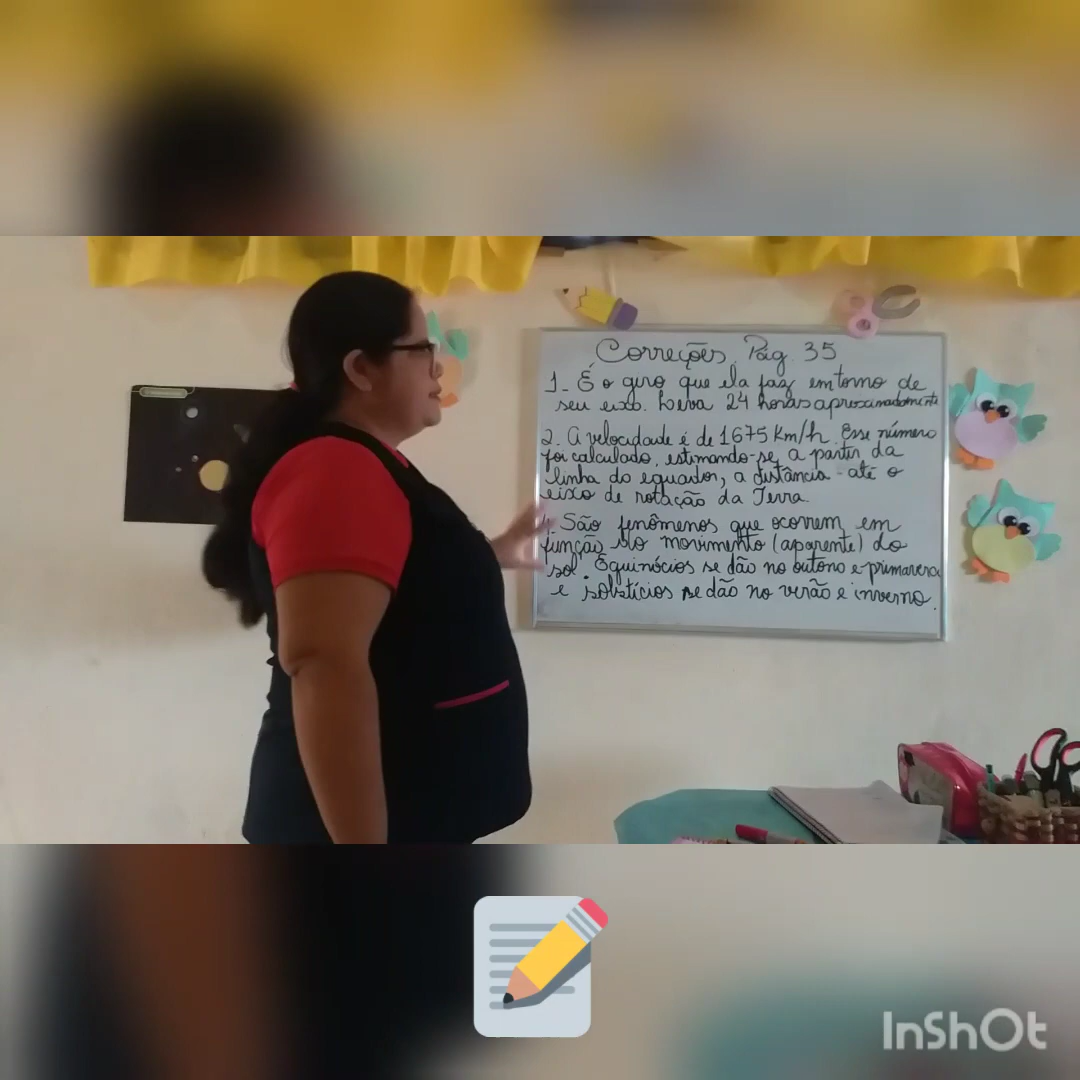 Correções. Pág. 35
1- É o giro que ela faz em torno de
seu eixo. Leva 24 horas aproximadamente
2. A velocidade é de 1675 Km/h. Esse número
foi calculado, estimando-se, a partir da
linha do equador, a distância - até o
eixo de rotação da Terra.
São fenômenos que ocorrem em
função do movimento (aparente) do
sol. Equinócios se dão no outono e primavera
e solstícios se dão no verão e inverno.
InShOt